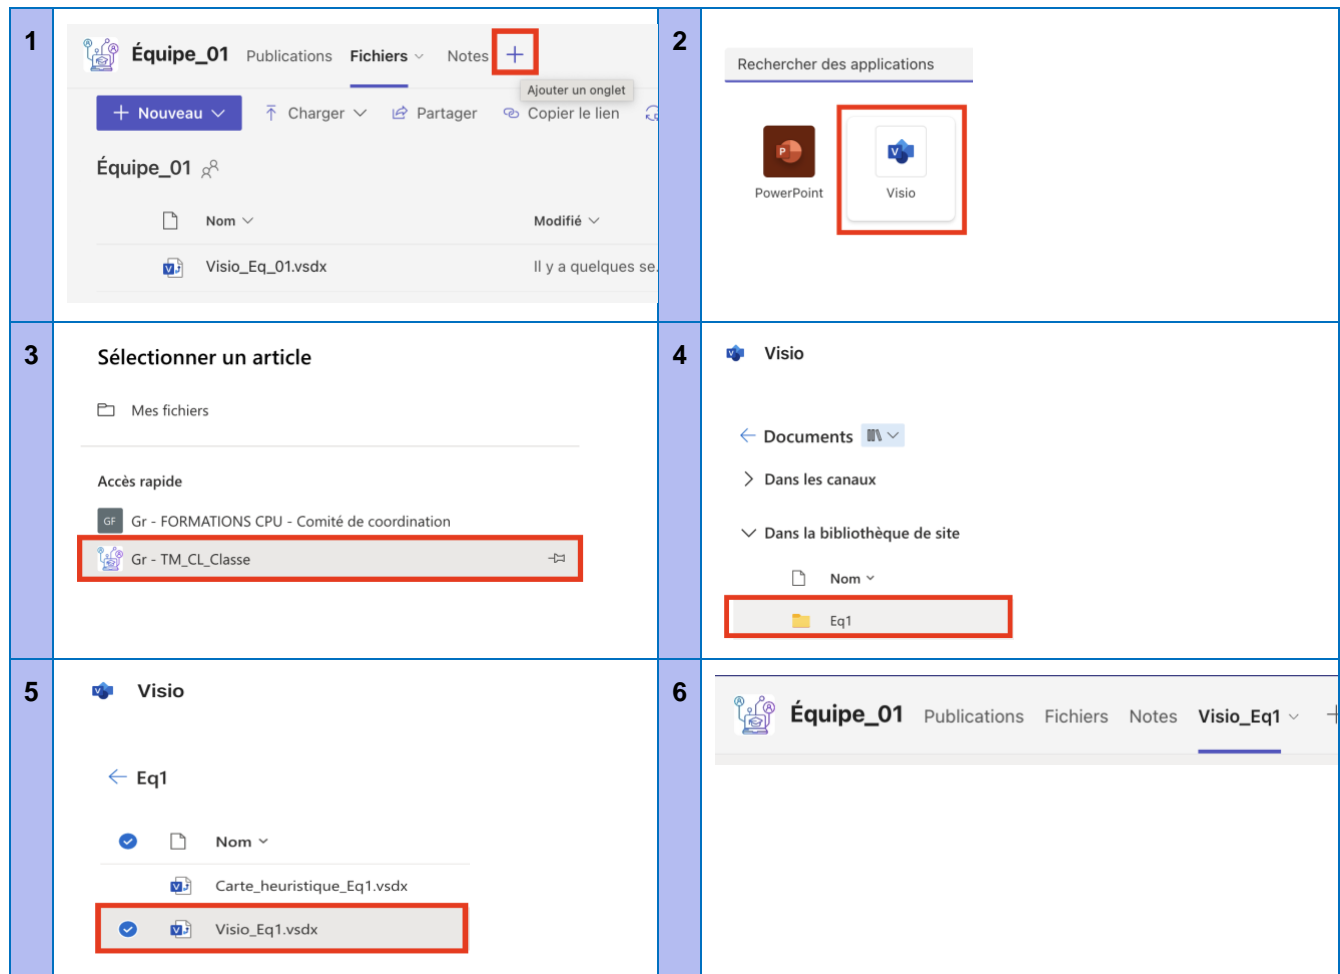 1
Équipe_01 Publications Fichiers Notes
Ajouter un onglet
Nouveau Charger Partager Copier le lien
Équipe_01
Nom Modifié
Visio_Eq_01.vsdx Il y a quelques se.
2
Rechercher des applications
PowerPoint Visio
3
Sélectionner un article
Mes fichiers
Accès rapide
GF Gr - FORMATIONS CPU - Comité de coordination
Gr - TM_CL_Classe
4
Visio
Documents
Dans les canaux
Dans la bibliothèque de site
Nom
Eq1
5
Visio
Eq1
Nom
Carte_heuristique_Eq1.vsdx
Visio_Eq1.vsdx
6
Équipe_01 Publications Fichiers Notes Visio_Eq1